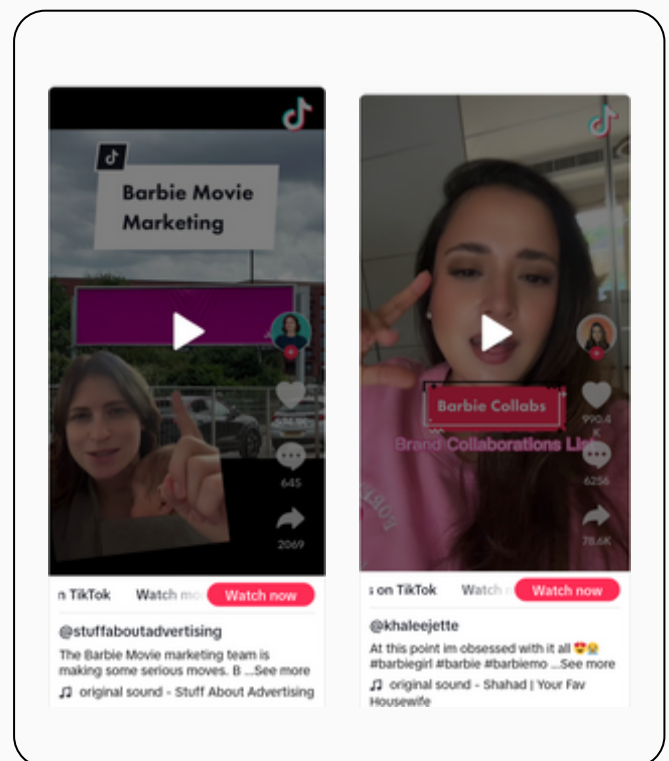 Barbie Movie
Marketing
645
2069
n TikTok Watch mo Watch now
@stuffaboutadvertising
The Barbie Movie marketing team is
making some serious moves. B ...See more
original sound - Stuff About Advertising
Barbie Collabs
Brand Collaborations List
990.4
K
6256
78.6K
s on TikTok Watch n Watch now
@khaleejette
At this point im obsessed with it all 😍😭
#barbiegirl #barbie #barbiemo ...See more
original sound - Shahad | Your Fav
Housewife